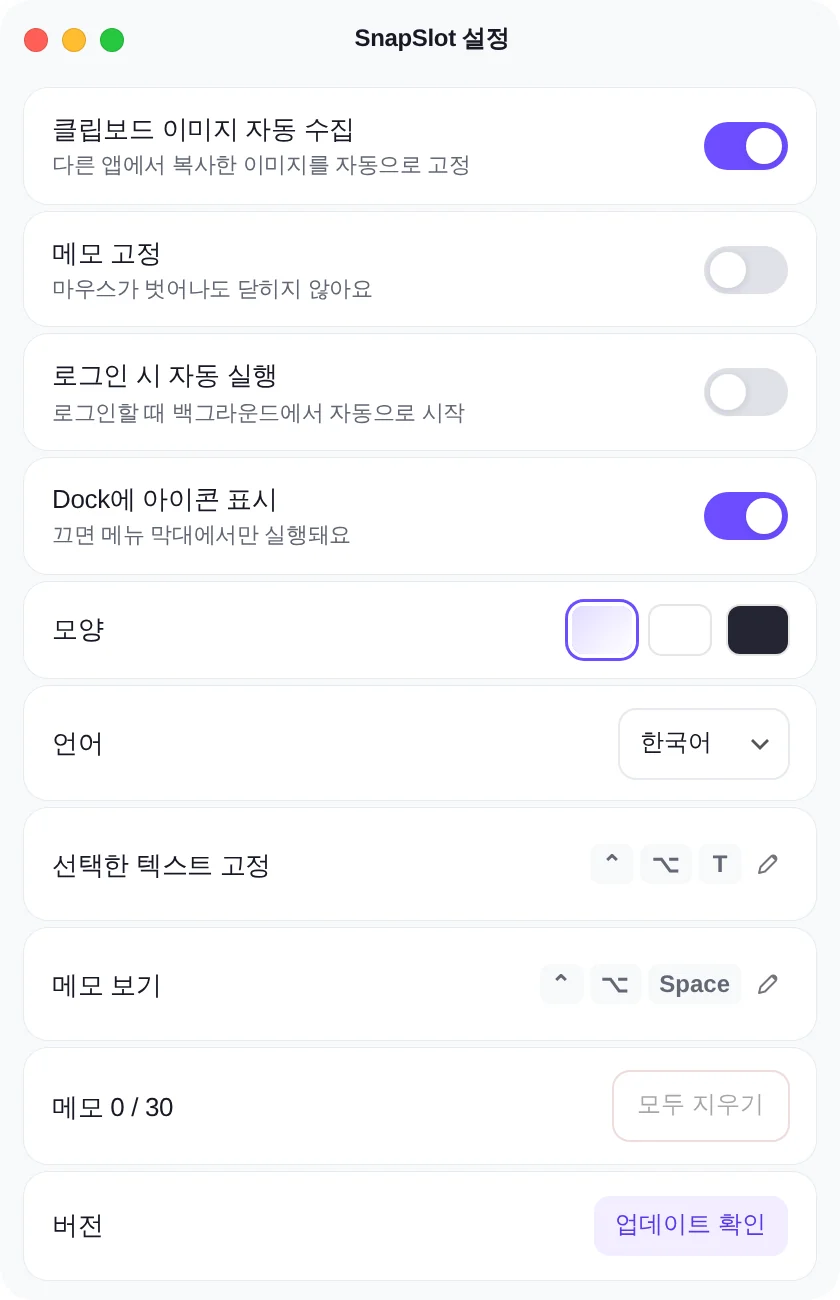 SnapSlot 설정
클립보드 이미지 자동 수집
다른 앱에서 복사한 이미지를 자동으로 고정
메모 고정
마우스가 벗어나도 닫히지 않아요
로그인 시 자동 실행
로그인할 때 백그라운드에서 자동으로 시작
Dock에 아이콘 표시
끄면 메뉴 막대에서만 실행돼요
모양
언어 한국어
선택한 텍스트 고정 ⌃ ⌥ T
메모 보기 ⌃ ⌥ Space
메모 0 / 30 모두 지우기
버전 업데이트 확인